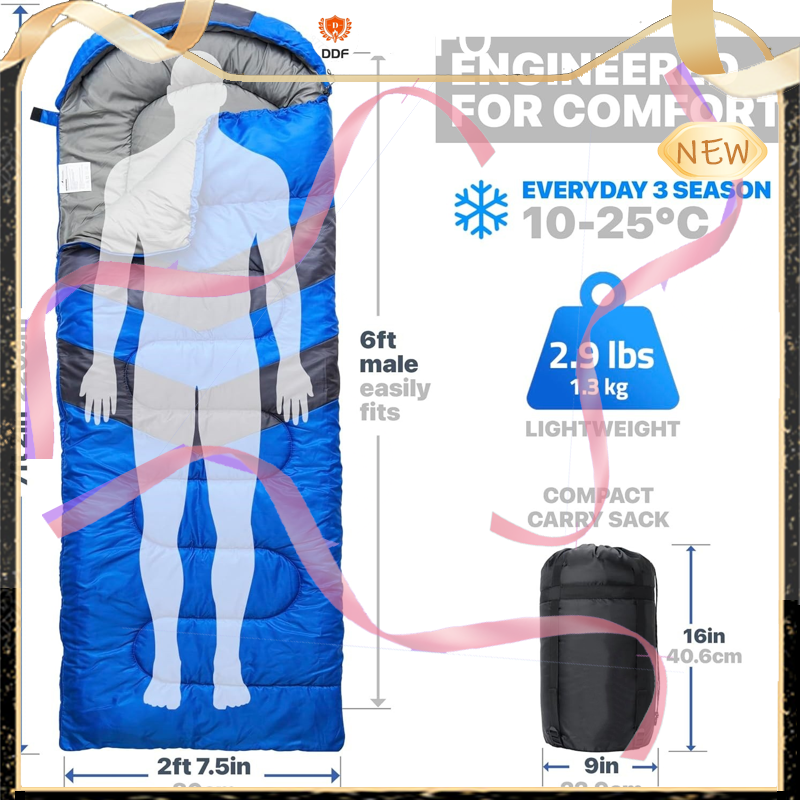 DDF
ENGINEERED
FOR COMFORT
NEW
EVERYDAY 3 SEASON
10-25°C
6ft
male
easily
fits
2.9 lbs
1.3 kg
LIGHTWEIGHT
COMPACT
CARRY SACK
16in
40.6cm
2ft 7.5in
9in